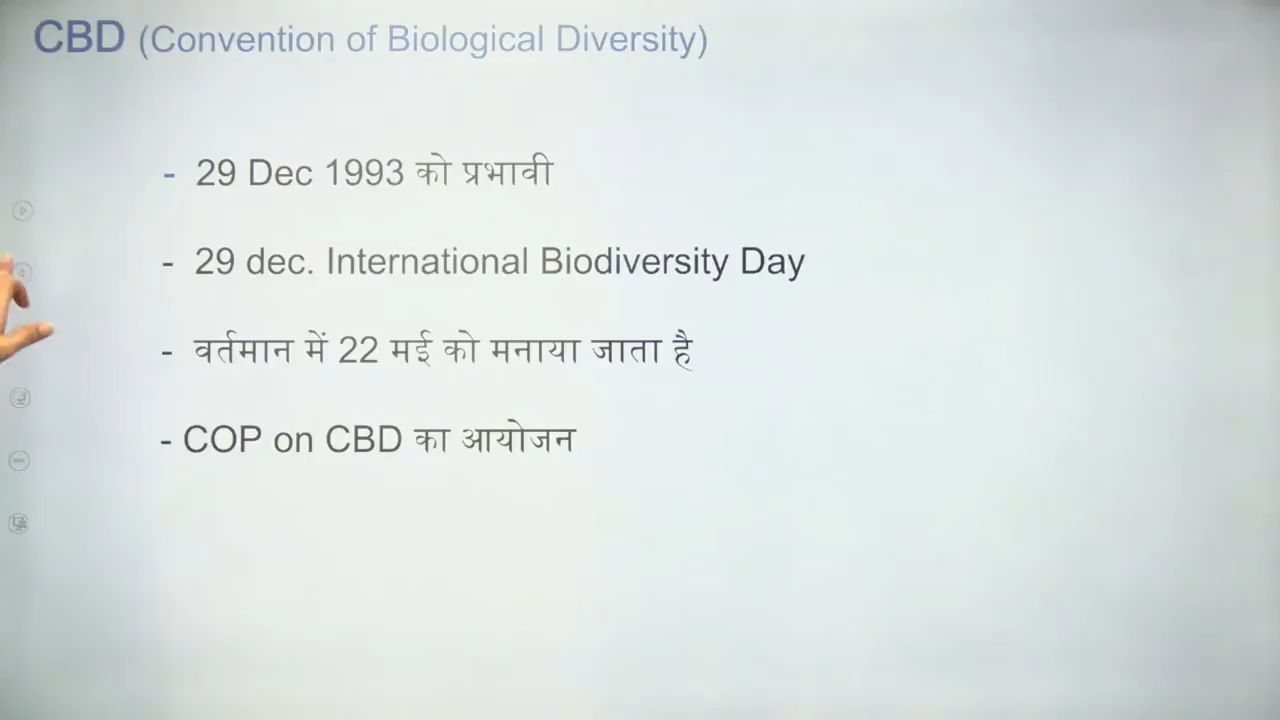 CBD (Convention of Biological Diversity)
- 29 Dec 1993 को प्रभावी
- 29 dec. International Biodiversity Day
- वर्तमान में 22 मई को मनाया जाता है
- COP on CBD का आयोजन